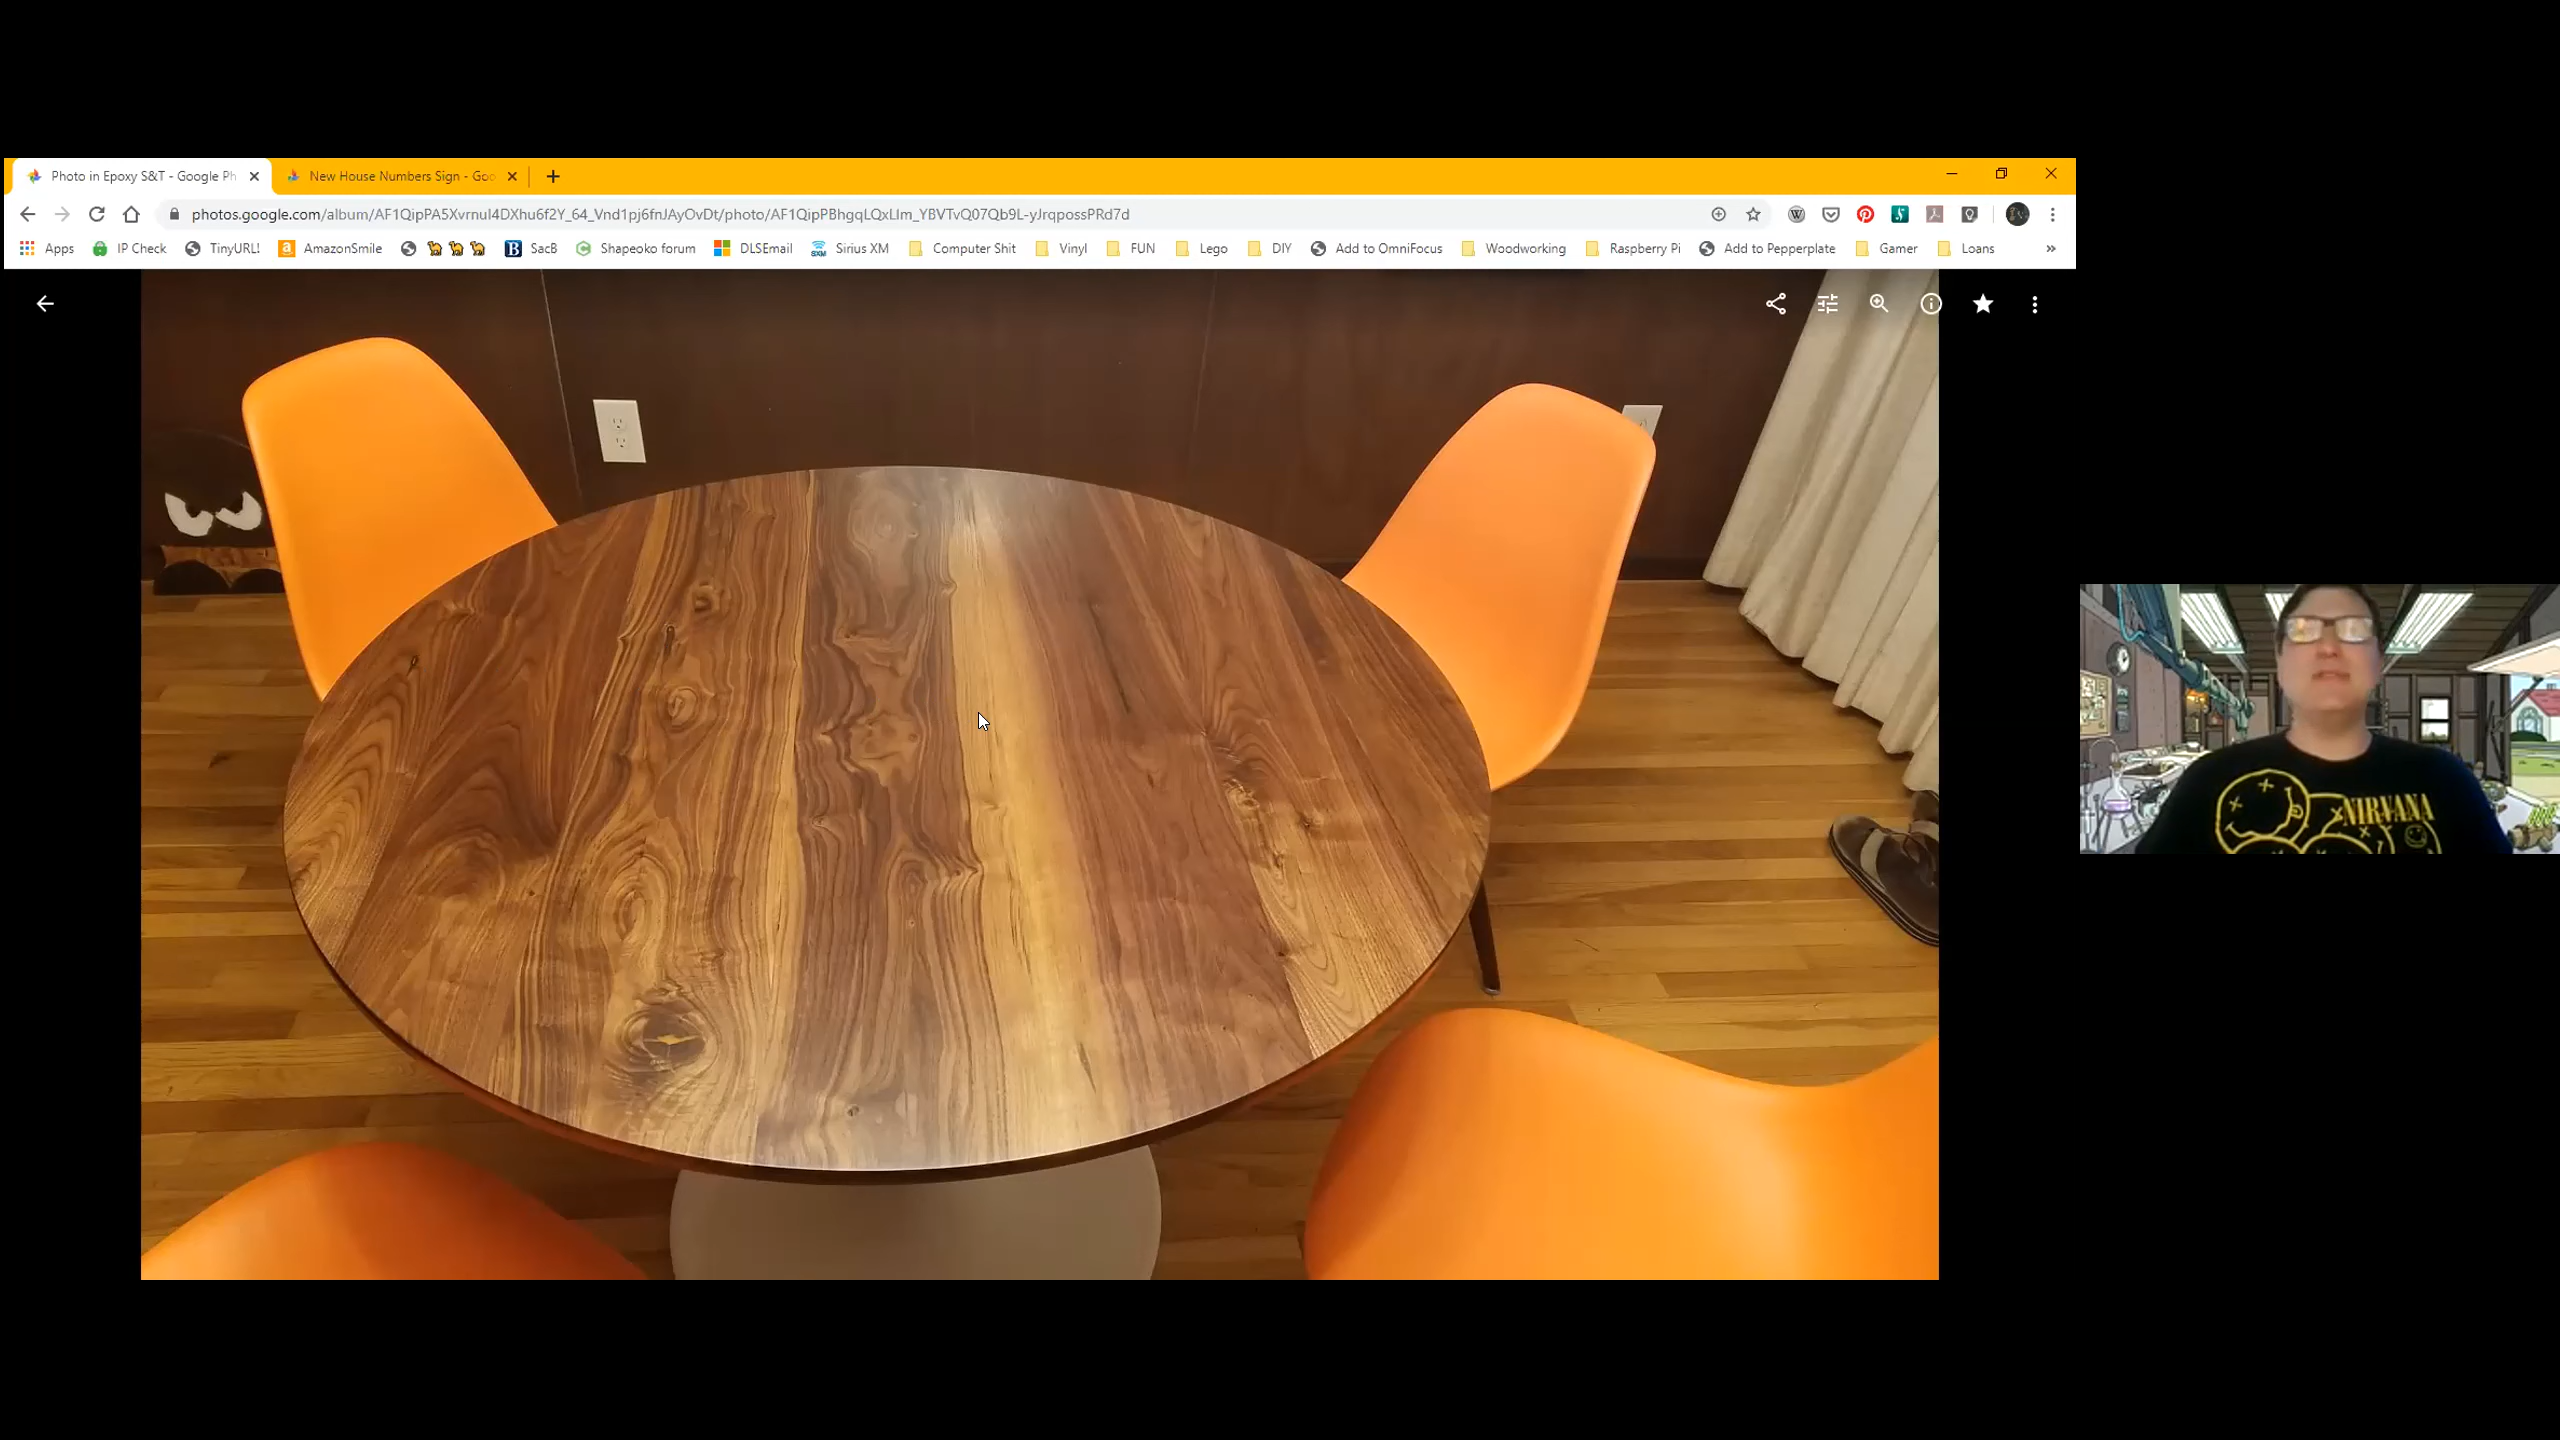 Photo in Epoxy S&T - Google Ph
New House Numbers Sign - Goo
photos.google.com/album/AF1QipPA5Xvrnul4DXhu6f2Y_64_Vnd1pj6fnJAyOvDt/photo/AF1QipPBhgqLQxLlm_YBVTvQ07Qb9L-yJrqpossPRd7d
Apps IP Check TinyURL! AmazonSmile SacB Shapeoko forum DLSEmail Sirius XM Computer Shit Vinyl FUN Lego DIY Add to OmniFocus Woodworking Raspberry Pi Add to Pepperplate Gamer Loans »
NIRVANA